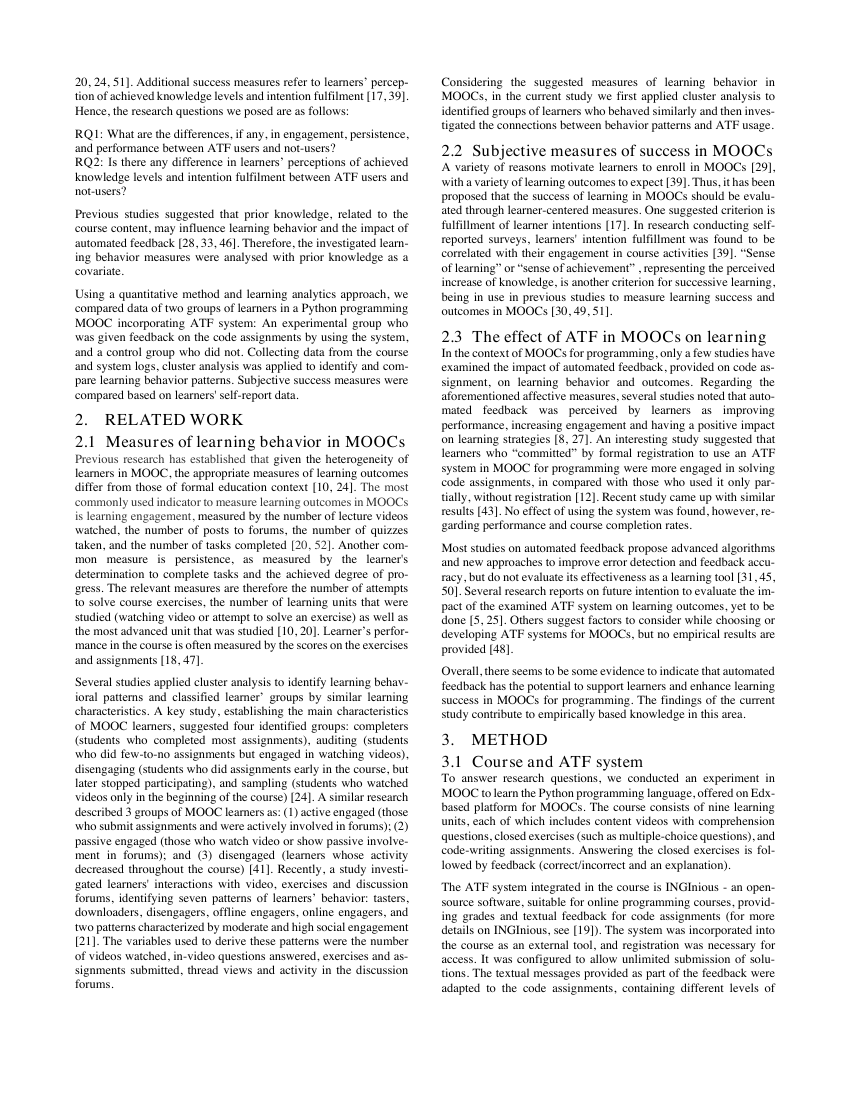 20, 24, 51]. Additional success measures refer to learners' percep-
tion of achieved knowledge levels and intention fulfilment [17, 39].
Hence, the research questions we posed are as follows:
RQ1: What are the differences, if any, in engagement, persistence,
and performance between ATF users and not-users?
RQ2: Is there any difference in learners' perceptions of achieved
knowledge levels and intention fulfilment between ATF users and
not-users?
Previous studies suggested that prior knowledge, related to the
course content, may influence learning behavior and the impact of
automated feedback [28, 33, 46]. Therefore, the investigated learn-
ing behavior measures were analysed with prior knowledge as a
covariate.
Using a quantitative method and learning analytics approach, we
compared data of two groups of learners in a Python programming
MOOC incorporating ATF system: An experimental group who
was given feedback on the code assignments by using the system,
and a control group who did not. Collecting data from the course
and system logs, cluster analysis was applied to identify and com-
pare learning behavior patterns. Subjective success measures were
compared based on learners' self-report data.
2. RELATED WORK
2.1 Measures of learning behavior in MOOCs
Previous research has established that given the heterogeneity of
learners in MOOC, the appropriate measures of learning outcomes
differ from those of formal education context [10, 24]. The most
commonly used indicator to measure learning outcomes in MOOCs
is learning engagement, measured by the number of lecture videos
watched, the number of posts to forums, the number of quizzes
taken, and the number of tasks completed [20, 52]. Another com-
mon measure is persistence, as measured by the learner's
determination to complete tasks and the achieved degree of pro-
gress. The relevant measures are therefore the number of attempts
to solve course exercises, the number of learning units that were
studied (watching video or attempt to solve an exercise) as well as
the most advanced unit that was studied [10, 20]. Learner's perfor-
mance in the course is often measured by the scores on the exercises
and assignments [18, 47].
Several studies applied cluster analysis to identify learning behav-
ioral patterns and classified learner' groups by similar learning
characteristics. A key study, establishing the main characteristics
of MOOC learners, suggested four identified groups: completers
(students who completed most assignments), auditing (students
who did few-to-no assignments but engaged in watching videos),
disengaging (students who did assignments early in the course, but
later stopped participating), and sampling (students who watched
videos only in the beginning of the course) [24]. A similar research
described 3 groups of MOOC learners as: (1) active engaged (those
who submit assignments and were actively involved in forums); (2)
passive engaged (those who watch video or show passive involve-
ment in forums); and (3) disengaged (learners whose activity
decreased throughout the course) [41]. Recently, a study investi-
gated learners' interactions with video, exercises and discussion
forums, identifying seven patterns of learners' behavior: tasters,
downloaders, disengagers, offline engagers, online engagers, and
two patterns characterized by moderate and high social engagement
[21]. The variables used to derive these patterns were the number
of videos watched, in-video questions answered, exercises and as-
signments submitted, thread views and activity in the discussion
forums.
Considering the suggested measures of learning behavior in
MOOCs, in the current study we first applied cluster analysis to
identified groups of learners who behaved similarly and then inves-
tigated the connections between behavior patterns and ATF usage.
2.2 Subjective measures of success in MOOCs
A variety of reasons motivate learners to enroll in MOOCs [29],
with a variety of learning outcomes to expect [39]. Thus, it has been
proposed that the success of learning in MOOCs should be evalu-
ated through learner-centered measures. One suggested criterion is
fulfillment of learner intentions [17]. In research conducting self-
reported surveys, learners' intention fulfillment was found to be
correlated with their engagement in course activities [39]. "Sense
of learning" or "sense of achievement" , representing the perceived
increase of knowledge, is another criterion for successive learning,
being in use in previous studies to measure learning success and
outcomes in MOOCs [30, 49, 51].
2.3 The effect of ATF in MOOCs on learning
In the context of MOOCs for programming, only a few studies have
examined the impact of automated feedback, provided on code as-
signment, on learning behavior and outcomes. Regarding the
aforementioned affective measures, several studies noted that auto-
mated feedback was perceived by learners as improving
performance, increasing engagement and having a positive impact
on learning strategies [8, 27]. An interesting study suggested that
learners who "committed" by formal registration to use an ATF
system in MOOC for programming were more engaged in solving
code assignments, in compared with those who used it only par-
tially, without registration [12]. Recent study came up with similar
results [43]. No effect of using the system was found, however, re-
garding performance and course completion rates.
Most studies on automated feedback propose advanced algorithms
and new approaches to improve error detection and feedback accu-
racy, but do not evaluate its effectiveness as a learning tool [31, 45,
50]. Several research reports on future intention to evaluate the im-
pact of the examined ATF system on learning outcomes, yet to be
done [5, 25]. Others suggest factors to consider while choosing or
developing ATF systems for MOOCs, but no empirical results are
provided [48].
Overall, there seems to be some evidence to indicate that automated
feedback has the potential to support learners and enhance learning
success in MOOCs for programming. The findings of the current
study contribute to empirically based knowledge in this area.
3. METHOD
3.1 Course and ATF system
To answer research questions, we conducted an experiment in
MOOC to learn the Python programming language, offered on Edx-
based platform for MOOCs. The course consists of nine learning
units, each of which includes content videos with comprehension
questions, closed exercises (such as multiple-choice questions), and
code-writing assignments. Answering the closed exercises is fol-
lowed by feedback (correct/incorrect and an explanation).
The ATF system integrated in the course is INGInious - an open-
source software, suitable for online programming courses, provid-
ing grades and textual feedback for code assignments (for more
details on INGInious, see [19]). The system was incorporated into
the course as an external tool, and registration was necessary for
access. It was configured to allow unlimited submission of solu-
tions. The textual messages provided as part of the feedback were
adapted to the code assignments, containing different levels of